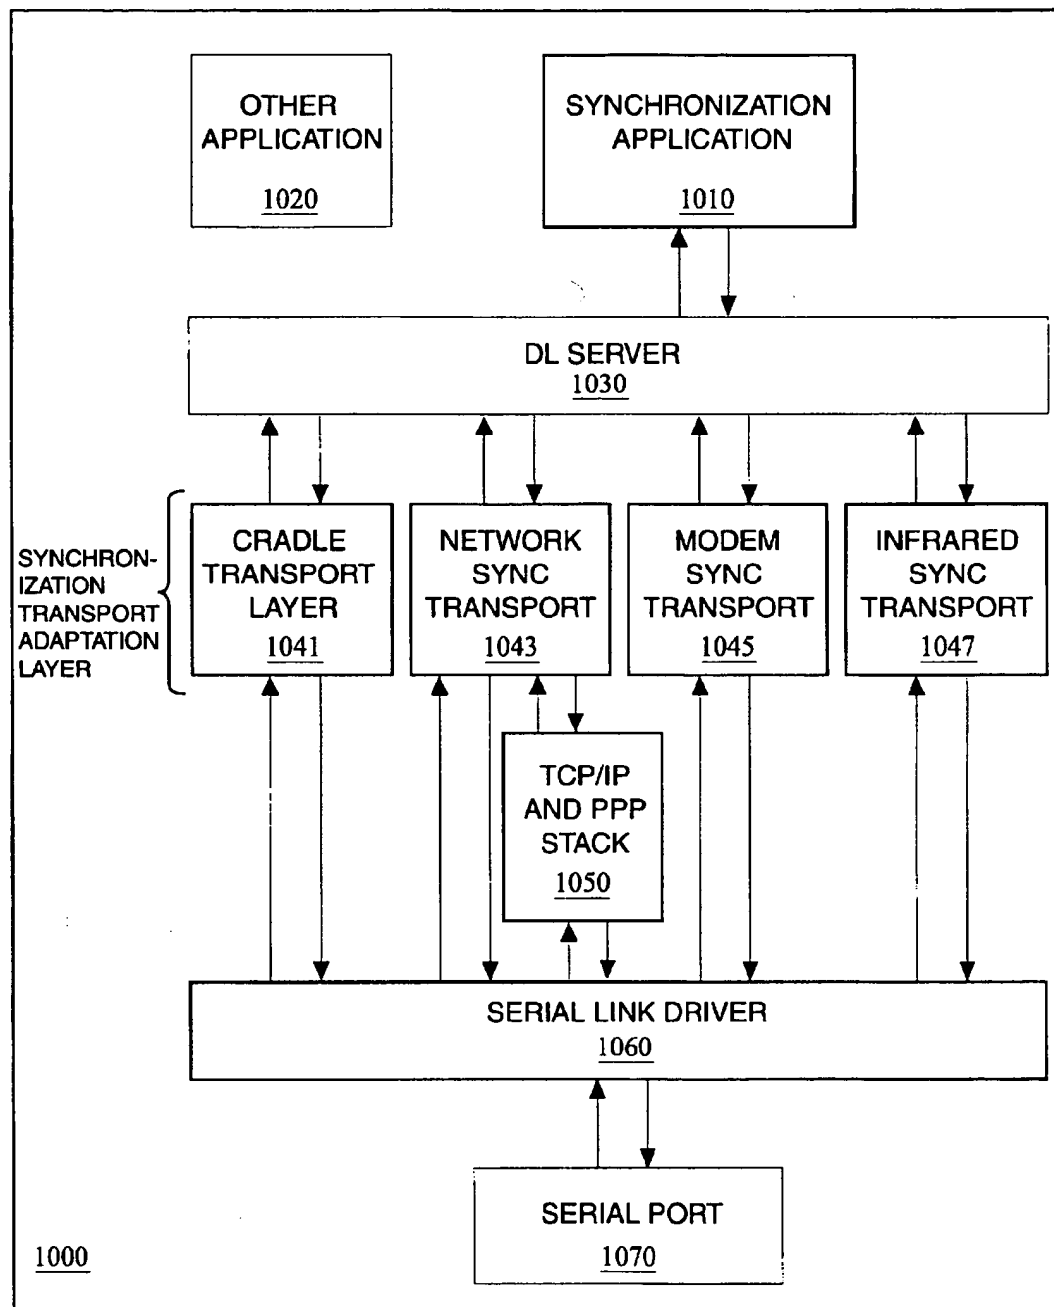 OTHER
APPLICATION
1020
SYNCHRONIZATION
APPLICATION
1010
DL SERVER
1030
SYNCHRON-
IZATION
TRANSPORT
ADAPTATION
LAYER
CRADLE
TRANSPORT
LAYER
1041
NETWORK
SYNC
TRANSPORT
1043
MODEM
SYNC
TRANSPORT
1045
INFRARED
SYNC
TRANSPORT
1047
TCP/IP
AND PPP
STACK
1050
SERIAL LINK DRIVER
1060
SERIAL PORT
1070
1000